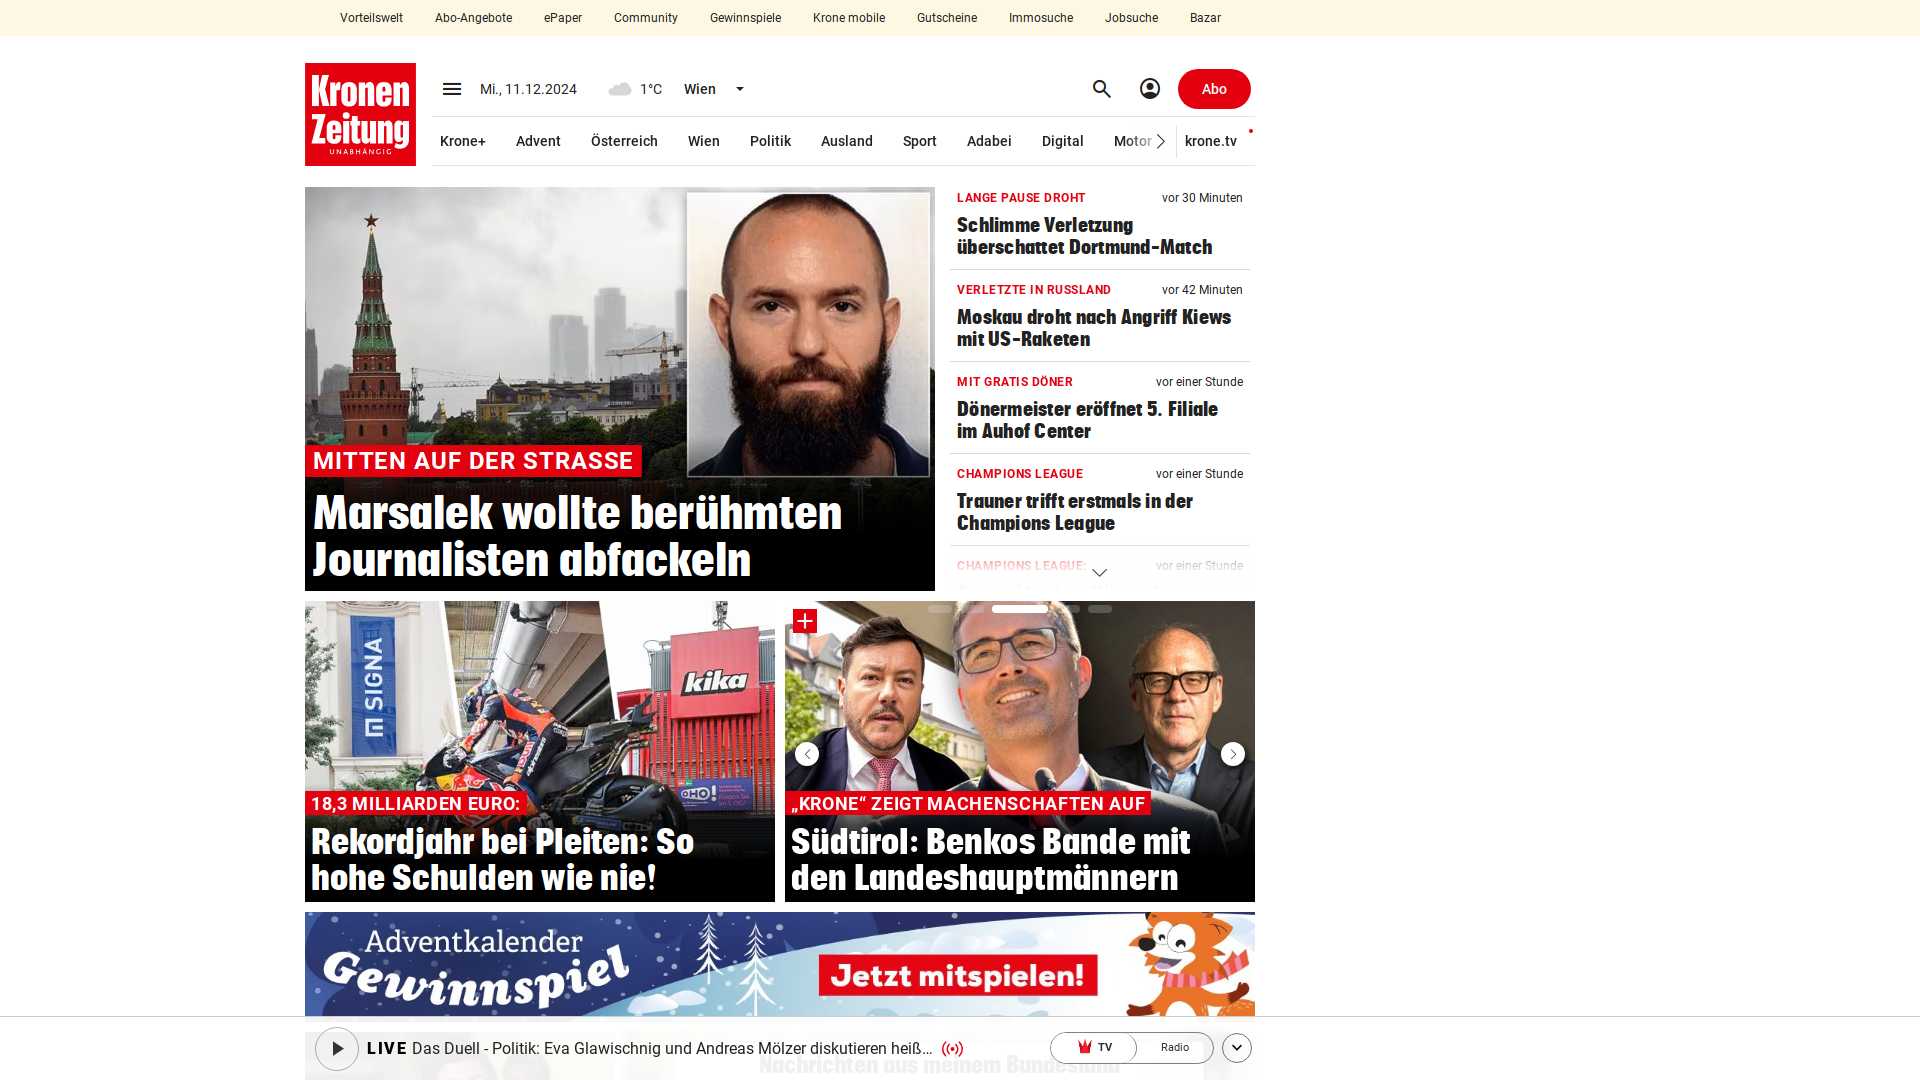 Vorteilswelt
Abo-Angebote
ePaper
Community
Gewinnspiele
Krone mobile
Gutscheine
Immosuche
Jobsuche
Bazar
Kronen
Zeitung
UNABHÄNGIG
Mi., 11.12.2024
1°C
Wien
Abo
Krone+
Advent
Österreich
Wien
Politik
Ausland
Sport
Adabei
Digital
Motor
krone.tv
MITTEN AUF DER STRASSE
Marsalek wollte berühmten
Journalisten abfackeln
LANGE PAUSE DROHT
vor 30 Minuten
Schlimme Verletzung
überschattet Dortmund-Match
VERLETZTE IN RUSSLAND
vor 42 Minuten
Moskau droht nach Angriff Kiews
mit US-Raketen
MIT GRATIS DÖNER
vor einer Stunde
Dönermeister eröffnet 5. Filiale
im Auhof Center
CHAMPIONS LEAGUE
vor einer Stunde
Trauner trifft erstmals in der
Champions League
CHAMPIONS LEAGUE:
vor einer Stunde
SIGNA
kika
OHO!
18,3 MILLIARDEN EURO:
Rekordjahr bei Pleiten: So
hohe Schulden wie nie!
„KRONE“ ZEIGT MACHENSCHAFTEN AUF
Südtirol: Benkos Bande mit
den Landeshauptmännern
Adventkalender
Gewinnspiel
Jetzt mitspielen!
LIVE Das Duell - Politik: Eva Glawischnig und Andreas Mölzer diskutieren heiß...
TV
Radio
Nachrichten aus meinem Bundesland